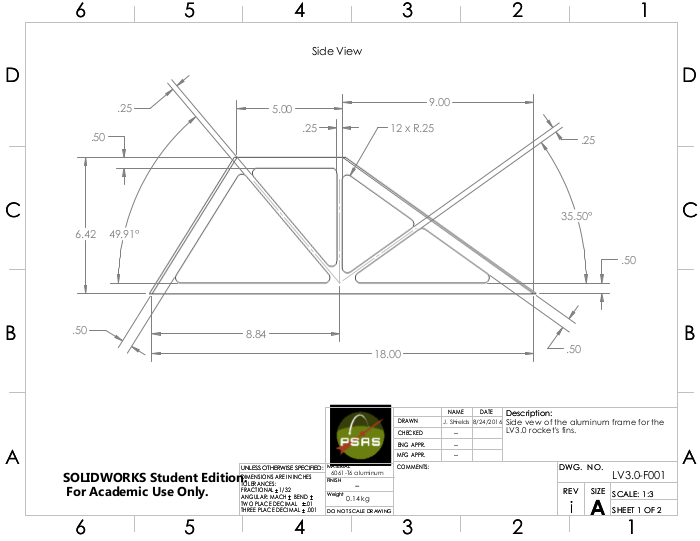 6 5 4 3 2 1
Side View
D D
.25 5.00 9.00
.50 .25 12 x R.25 .25
C C
6.42 49.91° 35.50°
.50
B B
.50 8.84 .50
18.00
NAME DATE
DRAWN J. Shields 8/24/2016
CHECKED –
ENG APPR. –
MFG APPR. –
Description:
Side vew of the aluminum frame for the
LV3.0 rocket's fins.
PSAS
A A
SOLIDWORKS Student Edition.
For Academic Use Only.
UNLESS OTHERWISE SPECIFIED:
DIMENSIONS ARE IN INCHES
TOLERANCES:
FRACTIONAL ± 1/32
ANGULAR: MACH ± BEND ±
TWO PLACE DECIMAL ±.01
THREE PLACE DECIMAL ± .001
MATERIAL
6061-T6 aluminum
FINISH
–
Weight
0.14kg
DO NOT SCALE DRAWING
COMMENTS:
DWG. NO.
LV3.0-F001
REV
i
SIZE
A
SCALE: 1:3
SHEET 1 OF 2
6 5 4 3 2 1